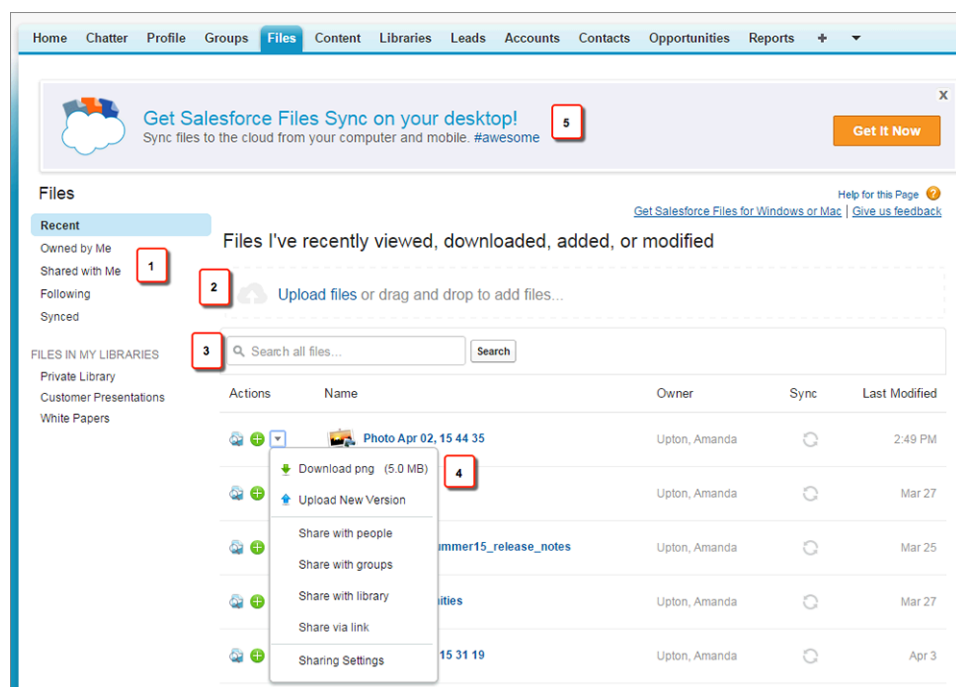 Home Chatter Profile Groups Files Content Libraries Leads Accounts Contacts Opportunities Reports +
Get Salesforce Files Sync on your desktop!
Sync files to the cloud from your computer and mobile. #awesome
5
X
Get It Now
Files
Help for this Page ?
Get Salesforce Files for Windows or Mac | Give us feedback
Recent
Owned by Me
Shared with Me
Following
Synced
1
FILES IN MY LIBRARIES
Private Library
Customer Presentations
White Papers
Files I've recently viewed, downloaded, added, or modified
2
Upload files or drag and drop to add files...
3
Search all files...
Search
Actions Name Owner Sync Last Modified
Photo Apr 02, 15 44 35 Upton, Amanda 2:49 PM
Download png (5.0 MB)
4
Upload New Version
Upton, Amanda Mar 27
Share with people
ummer15_release_notes Upton, Amanda Mar 25
Share with groups
Share with library
ities Upton, Amanda Mar 27
Share via link
15 31 19 Upton, Amanda Apr 3
Sharing Settings